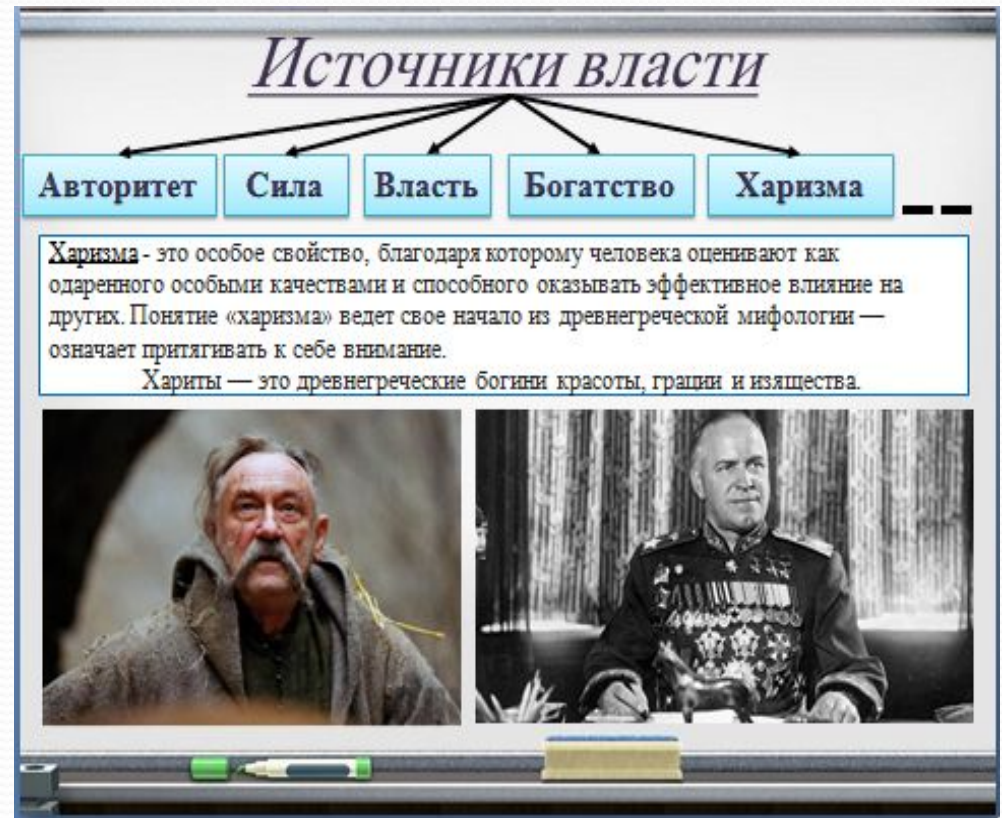 Источники власти
Авторитет Сила Власть Богатство Харизма
Харизма - это особое свойство, благодаря которому человека оценивают как
одаренного особыми качествами и способного оказывать эффективное влияние на
других. Понятие «харизма» ведет свое начало из древнегреческой мифологии —
означает притягивать к себе внимание.
Хариты — это древнегреческие богини красоты, грации и изящества.